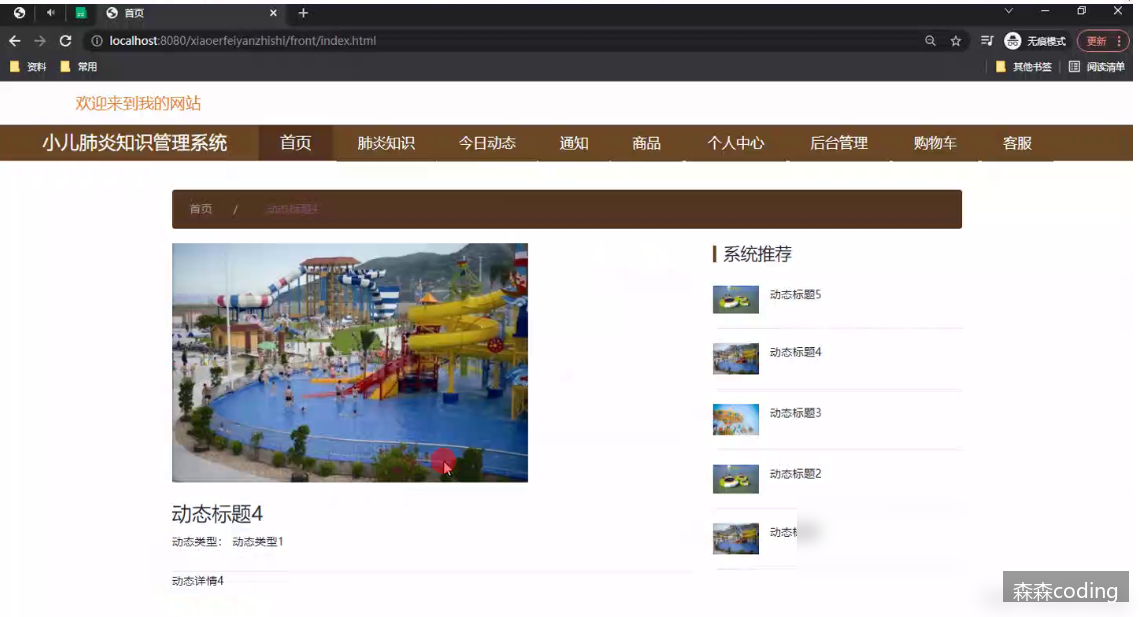 首页
localhost:8080/xiaoerfeiyanzhishi/front/index.html
无痕模式
更新
资料
常用
其他书签
阅读清单
欢迎来到我的网站
小儿肺炎知识管理系统
首页
肺炎知识
今日动态
通知
商品
个人中心
后台管理
购物车
客服
首页 / 动态标题4
系统推荐
动态标题5
动态标题4
动态标题3
动态标题2
动态
动态标题4
动态类型: 动态类型1
动态详情4
森森coding